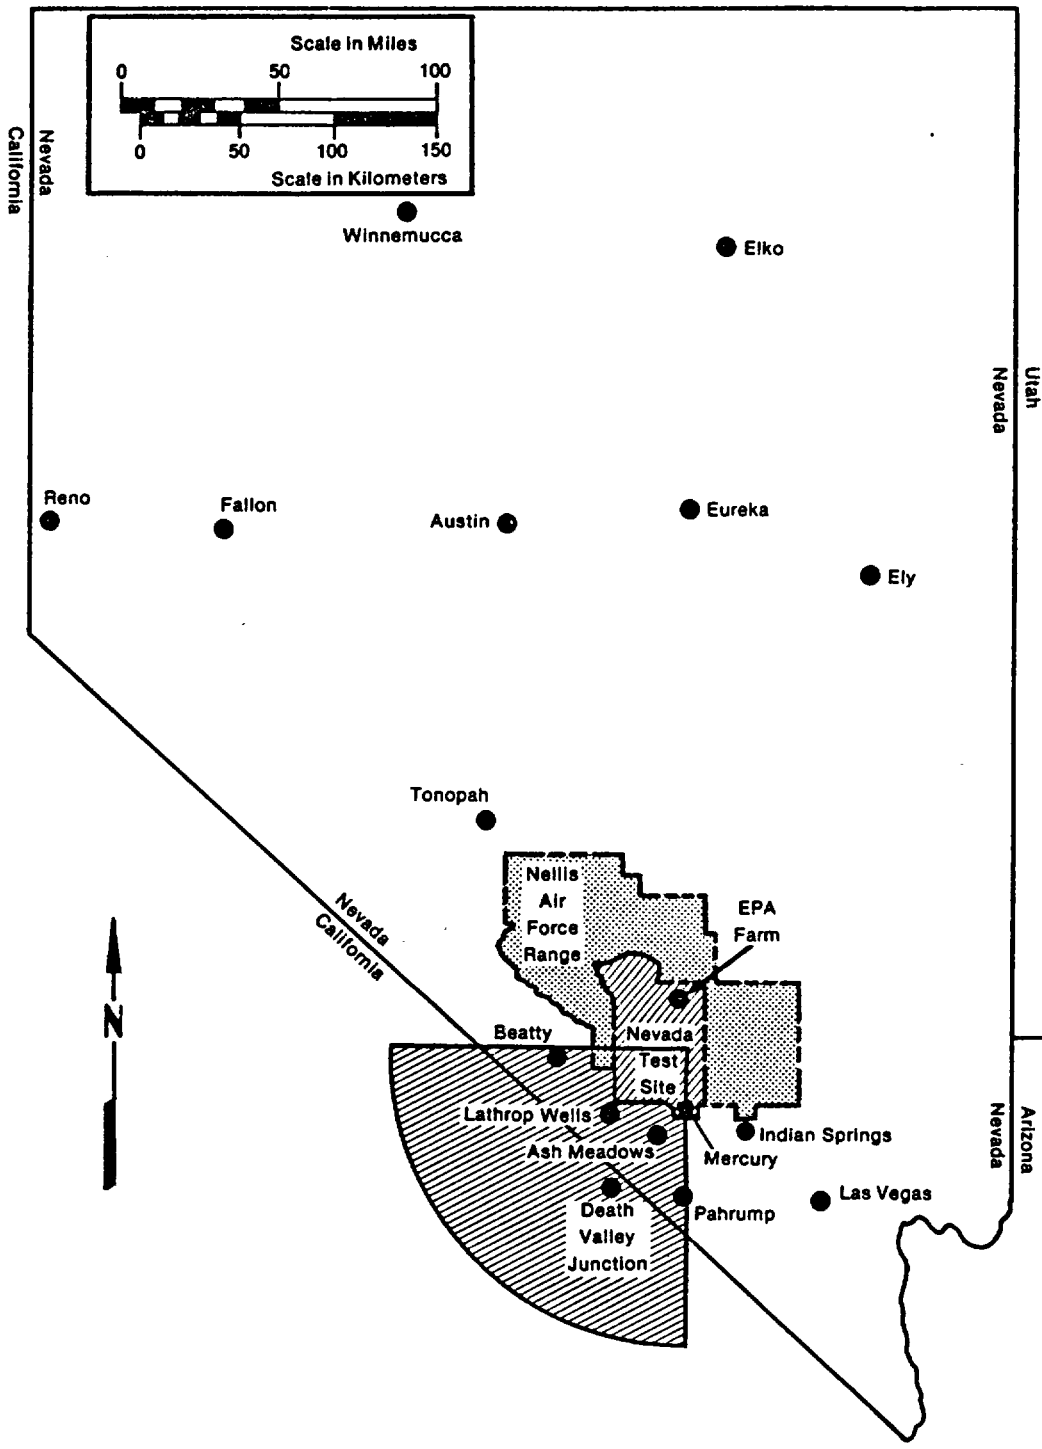 Scale in Miles
0 50 100
0 50 100 150
Scale in Kilometers
California
Nevada
Winnemucca
Elko
Utah
Nevada
Reno
Fallon
Austin
Eureka
Ely
Tonopah
Nevada
California
Nellis
Air
Force
Range
EPA
Farm
N
Beatty
Nevada
Test
Site
Lathrop Wells
Ash Meadows
Mercury
Indian Springs
Arizona
Nevada
Death
Valley
Junction
Pahrump
Las Vegas